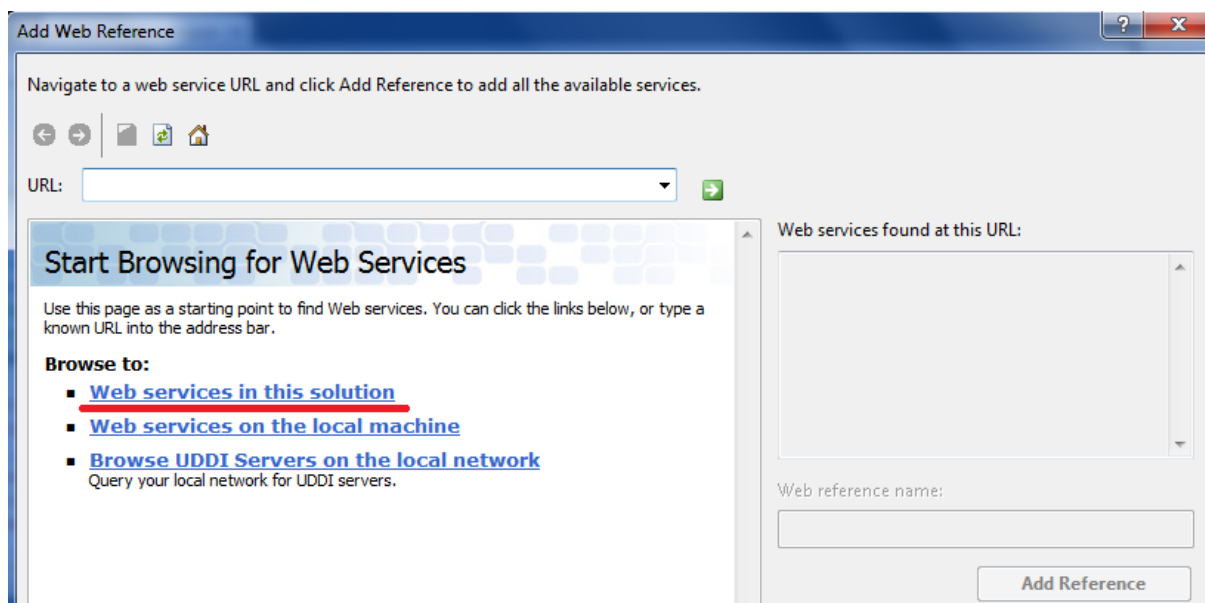 Add Web Reference
Navigate to a web service URL and click Add Reference to add all the available services.
URL:
Start Browsing for Web Services
Use this page as a starting point to find Web services. You can click the links below, or type a
known URL into the address bar.
Browse to:
Web services in this solution
Web services on the local machine
Browse UDDI Servers on the local network
Query your local network for UDDI servers.
Web services found at this URL:
Web reference name:
Add Reference